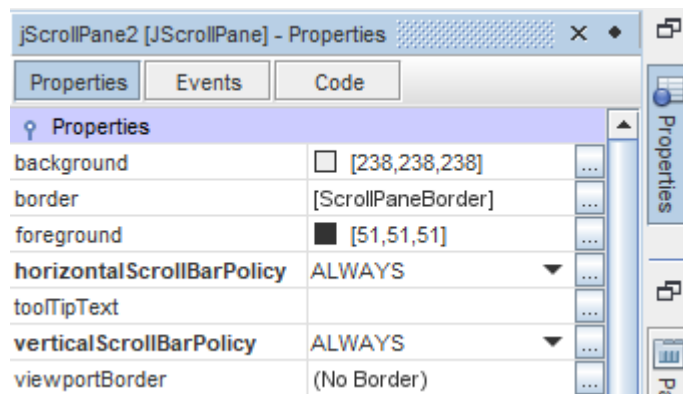 jScrollPane2 [JScrollPane] - Properties
Properties Events Code
Properties
background [238,238,238] ...
border [ScrollPaneBorder] ...
foreground [51,51,51] ...
horizontalScrollBarPolicy ALWAYS ...
toolTipText ...
verticalScrollBarPolicy ALWAYS ...
viewportBorder (No Border) ...
Properties
Pa